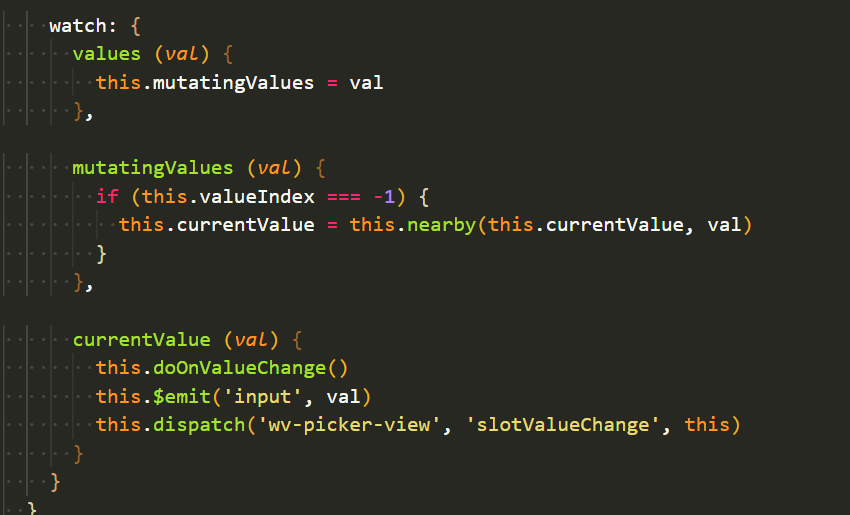 watch: {
values (val) {
this.mutatingValues = val
},
mutatingValues (val) {
if (this.valueIndex === -1) {
this.currentValue = this.nearby(this.currentValue, val)
}
},
currentValue (val) {
this.doOnValueChange()
this.$emit('input', val)
this.dispatch('wv-picker-view', 'slotValueChange', this)
}
}
}